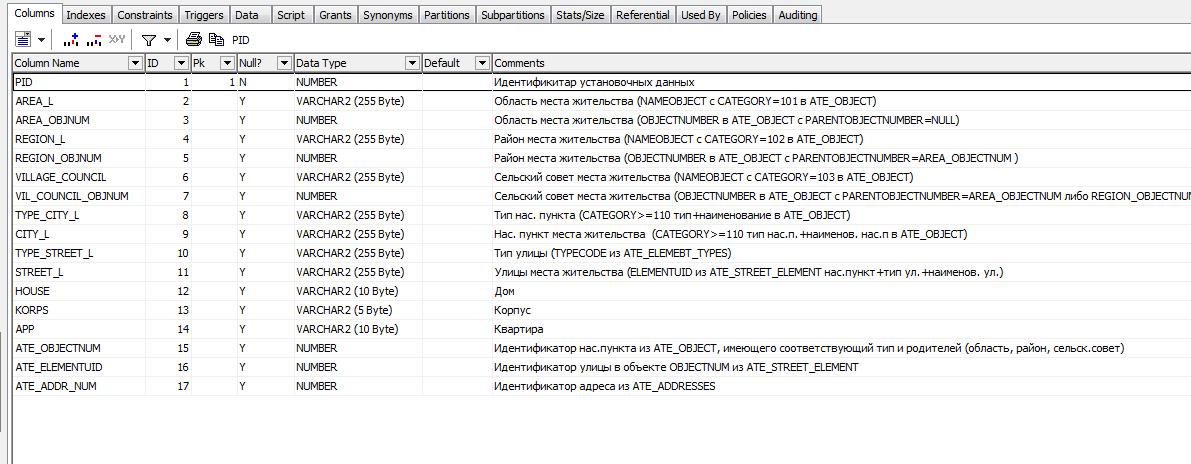 Columns Indexes Constraints Triggers Data Script Grants Synonyms Partitions Subpartitions Stats/Size Referential Used By Policies Auditing
PID
Column Name ID Pk Null? Data Type Default Comments
PID 1 1 N NUMBER Идентификитар установочных данных
AREA_L 2 Y VARCHAR2 (255 Byte) Область места жительства (NAMEOBJECT с CATEGORY=101 в ATE_OBJECT)
AREA_OBJNUM 3 Y NUMBER Область места жительства (OBJECTNUMBER в ATE_OBJECT с PARENTOBJECTNUMBER=NULL)
REGION_L 4 Y VARCHAR2 (255 Byte) Район места жительства (NAMEOBJECT с CATEGORY=102 в ATE_OBJECT)
REGION_OBJNUM 5 Y NUMBER Район места жительства (OBJECTNUMBER в ATE_OBJECT с PARENTOBJECTNUMBER=AREA_OBJECTNUM )
VILLAGE_COUNCIL 6 Y VARCHAR2 (255 Byte) Сельский совет места жительства (NAMEOBJECT с CATEGORY=103 в ATE_OBJECT)
VIL_COUNCIL_OBJNUM 7 Y NUMBER Сельский совет места жительства (OBJECTNUMBER в ATE_OBJECT с PARENTOBJECTNUMBER=AREA_OBJECTNUM либо REGION_OBJECTNUM
TYPE_CITY_L 8 Y VARCHAR2 (255 Byte) Тип нас. пункта (CATEGORY>=110 тип+наименование в ATE_OBJECT)
CITY_L 9 Y VARCHAR2 (255 Byte) Нас. пункт места жительства (CATEGORY>=110 тип нас.п. +наименов. нас.п в ATE_OBJECT)
TYPE_STREET_L 10 Y VARCHAR2 (255 Byte) Тип улицы (TYPECODE из ATE_ELEMEBT_TYPES)
STREET_L 11 Y VARCHAR2 (255 Byte) Улицы места жительства (ELEMENTUID из ATE_STREET_ELEMENT нас.пункт+тип ул. +наименов. ул.)
HOUSE 12 Y VARCHAR2 (10 Byte) Дом
KORPS 13 Y VARCHAR2 (5 Byte) Корпус
APP 14 Y VARCHAR2 (10 Byte) Квартира
ATE_OBJECTNUM 15 Y NUMBER Идентификатор нас.пункта из ATE_OBJECT, имеющего соответствующий тип и родителей (область, район, сельск.совет)
ATE_ELEMENTUID 16 Y NUMBER Идентификатор улицы в объекте OBJECTNUM из ATE_STREET_ELEMENT
ATE_ADDR_NUM 17 Y NUMBER Идентификатор адреса из ATE_ADDRESSES